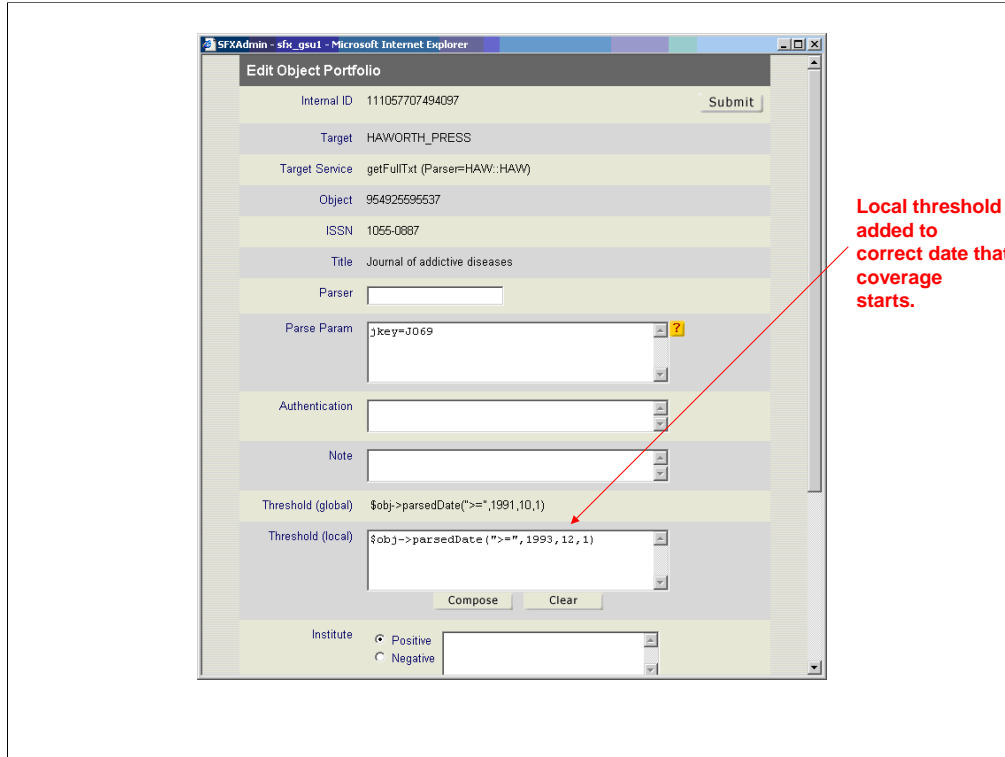 SFXAdmin - sfx_gsu1 - Microsoft Internet Explorer
Edit Object Portfolio
Internal ID 111057707494097 Submit
Target HAWORTH_PRESS
Target Service getFullTxt (Parser=HAW::HAW)
Object 954925595537
ISSN 1055-0887
Title Journal of addictive diseases
Parser
Parse Param jkey=J069 ?
Authentication
Note
Threshold (global) $obj->parsedDate(">=",1991,10,1)
Threshold (local) $obj->parsedDate(">=",1993,12,1)
Compose Clear
Institute Positive
Negative
Local threshold
added to
correct date that
coverage
starts.